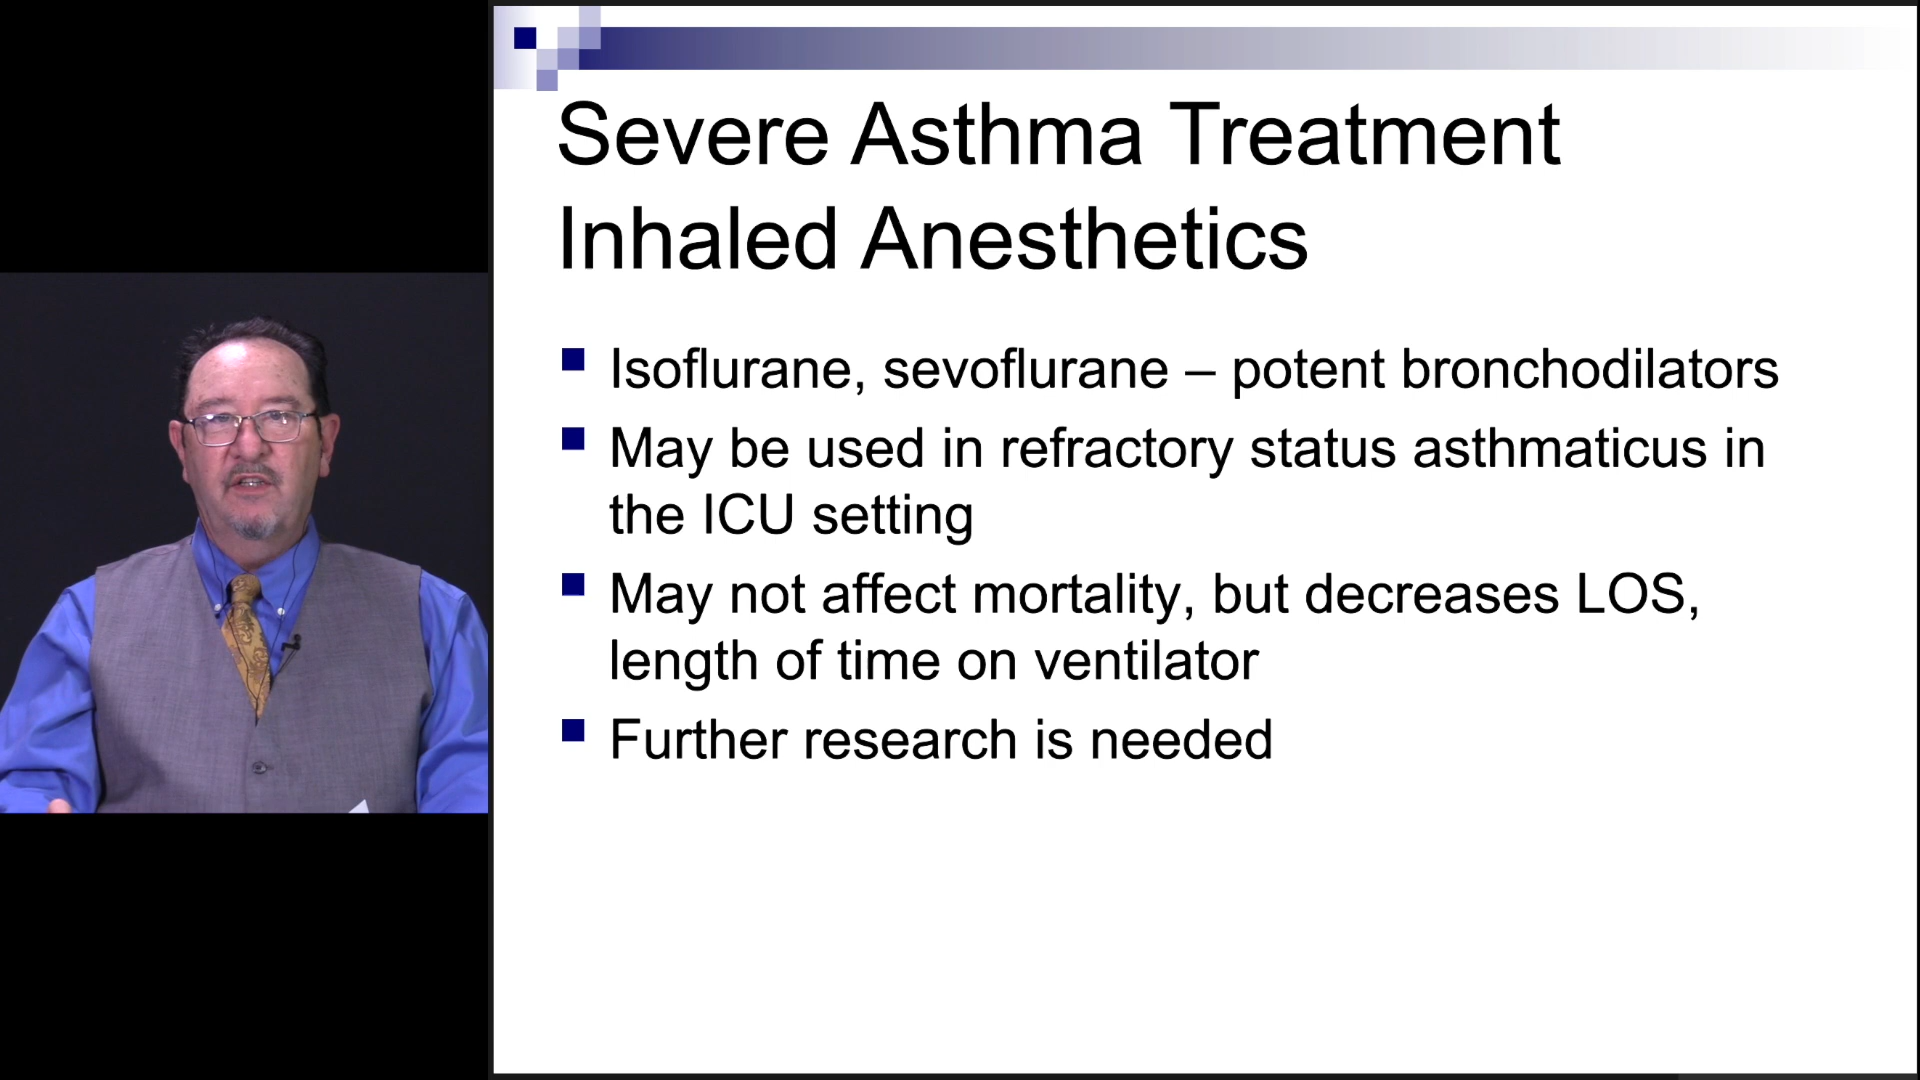 Severe Asthma Treatment
Inhaled Anesthetics
Isoflurane, sevoflurane – potent bronchodilators
May be used in refractory status asthmaticus in
the ICU setting
May not affect mortality, but decreases LOS,
length of time on ventilator
Further research is needed